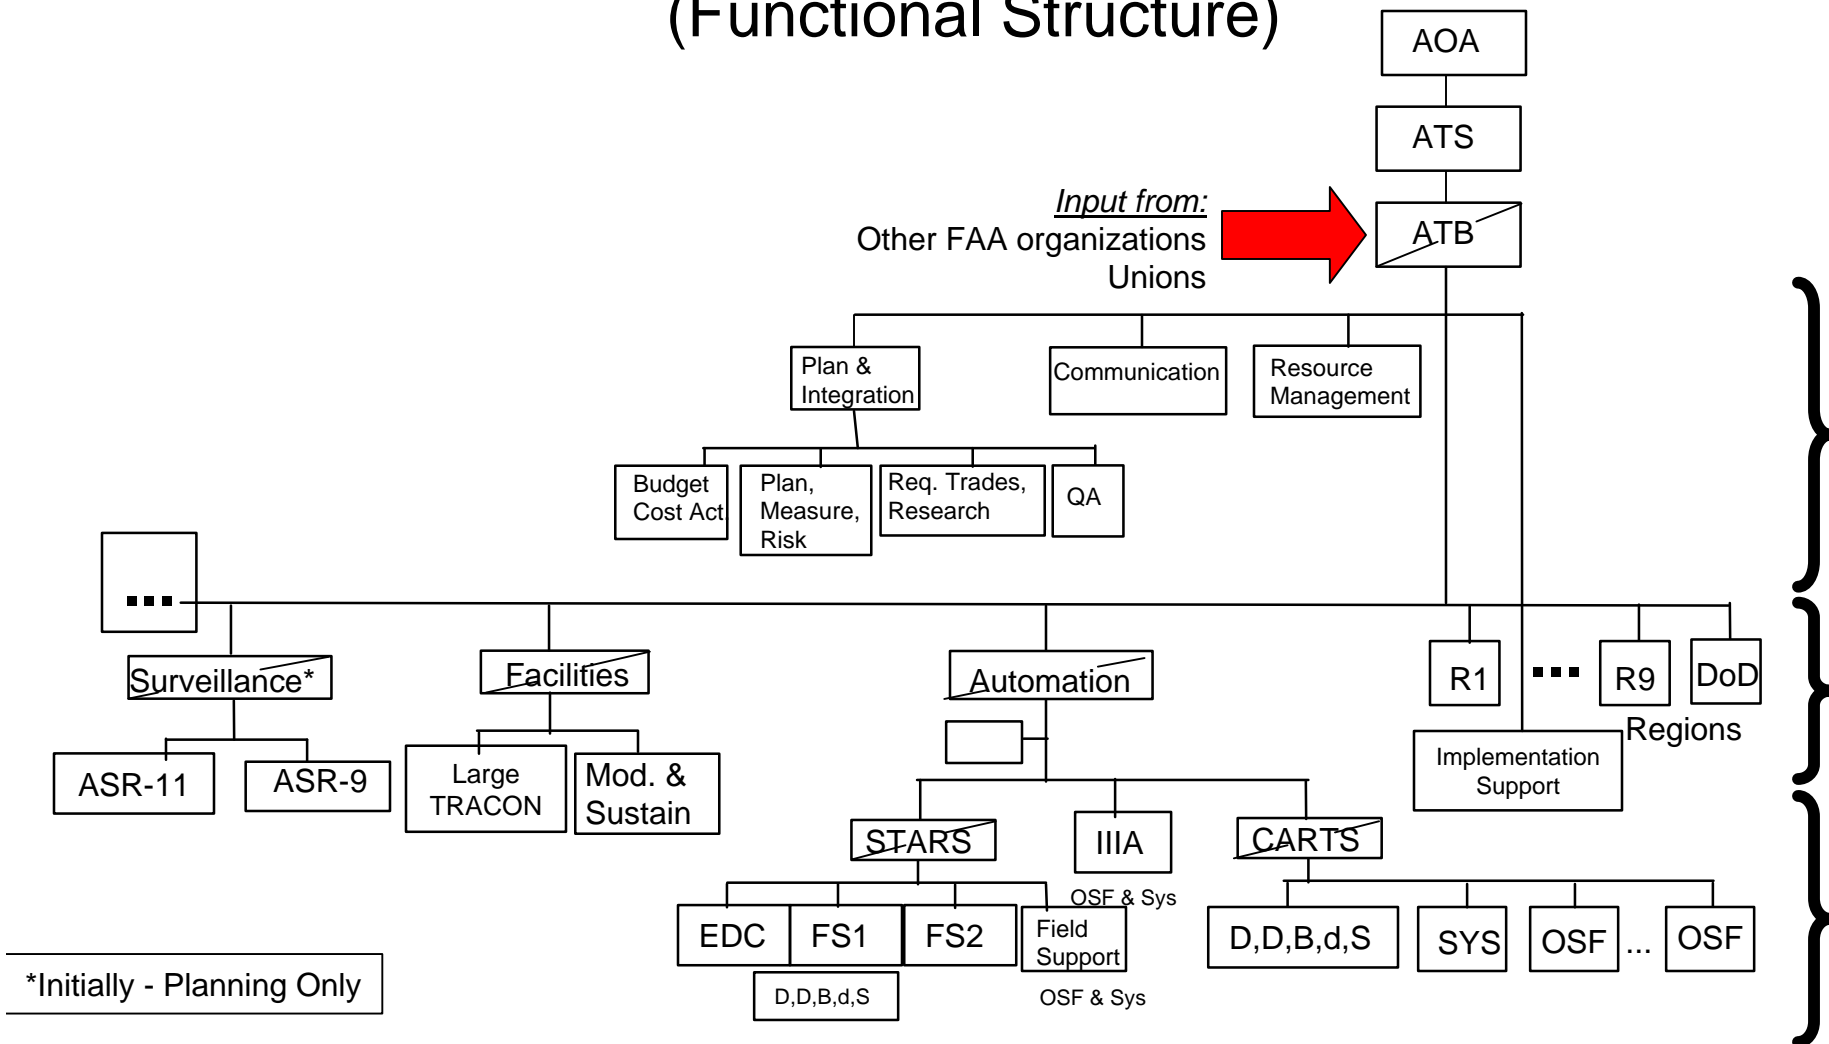 (Functional Structure)
AOA
ATS
Input from:
Other FAA organizations
Unions
ATB
Plan &
Integration
Communication
Resource
Management
Budget
Cost Act.
Plan,
Measure,
Risk
Req. Trades,
Research
QA
...
Surveillance*
Facilities
Automation
R1
...
R9
DoD
Regions
ASR-11
ASR-9
Large
TRACON
Mod. &
Sustain
Implementation
Support
STARS
IIIA
CARTS
OSF & Sys
EDC
FS1
FS2
Field
Support
D,D,B,d,S
SYS
OSF
...
OSF
D,D,B,d,S
OSF & Sys
*Initially - Planning Only